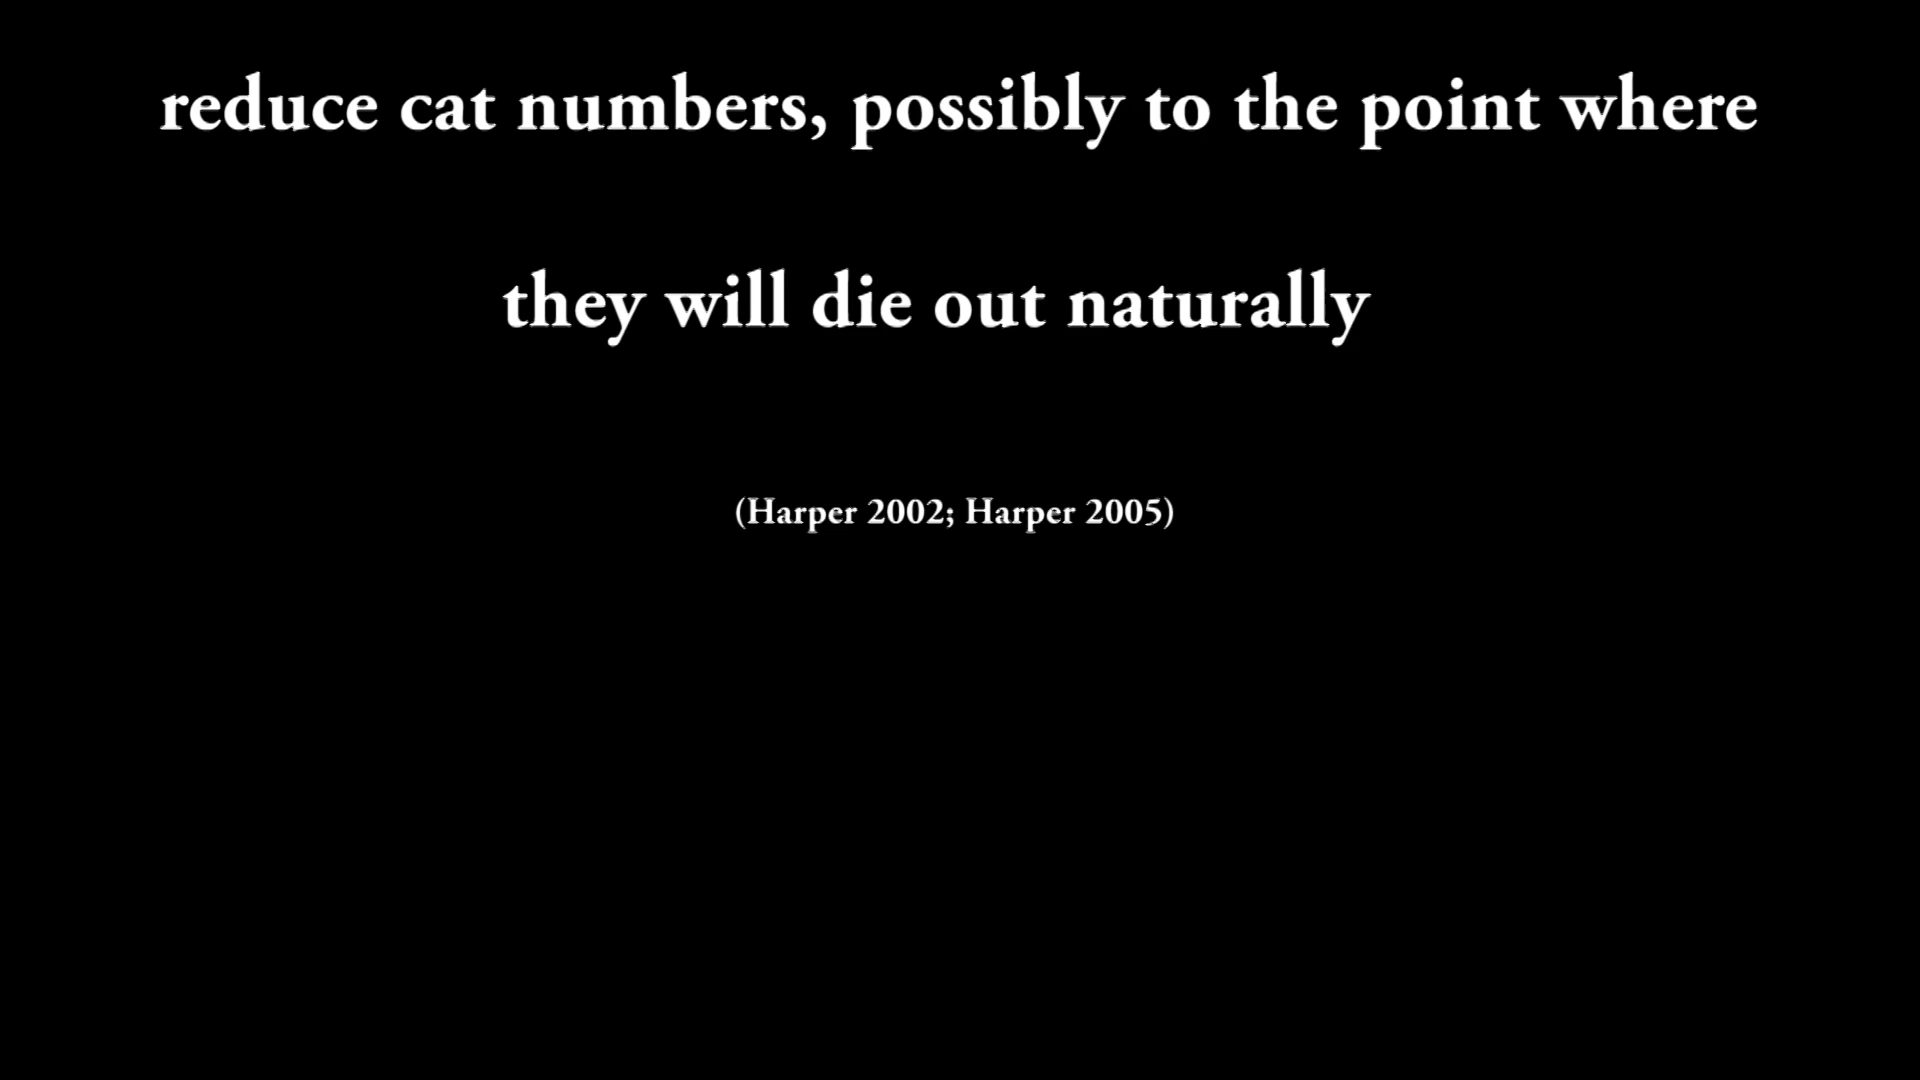 reduce cat numbers, possibly to the point where
they will die out naturally
(Harper 2002; Harper 2005)